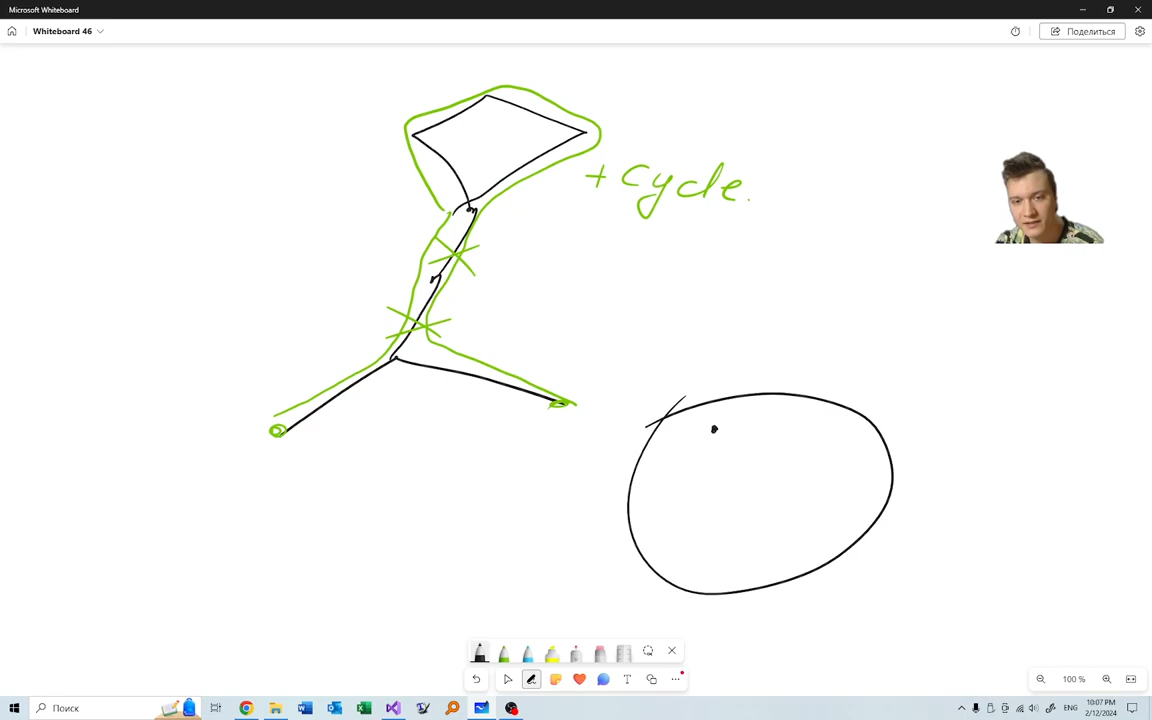 Microsoft Whiteboard
Whiteboard 46
Поделиться
+ Cycle.
100 %
Поиск
ENG
10:07 PM
2/12/2024